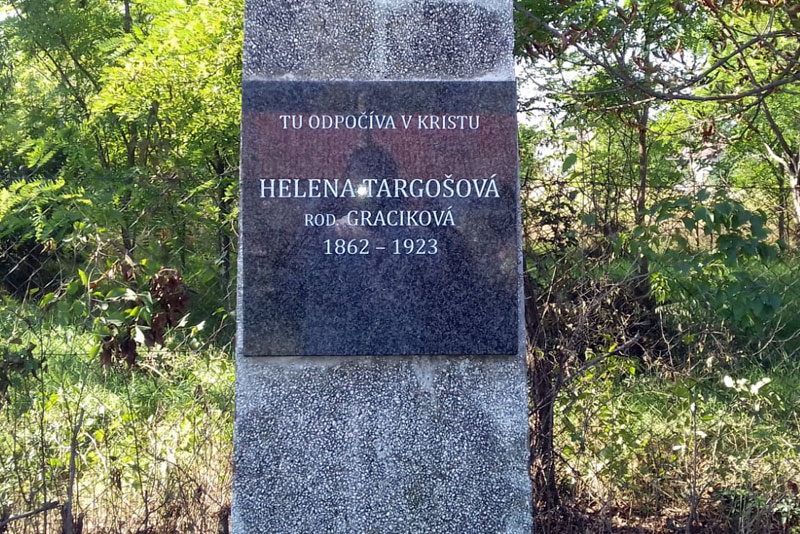 TU ODPOČÍVA V KRISTU
HELENA TARGOŠOVÁ
ROD. GRACIKOVÁ
1862 – 1923